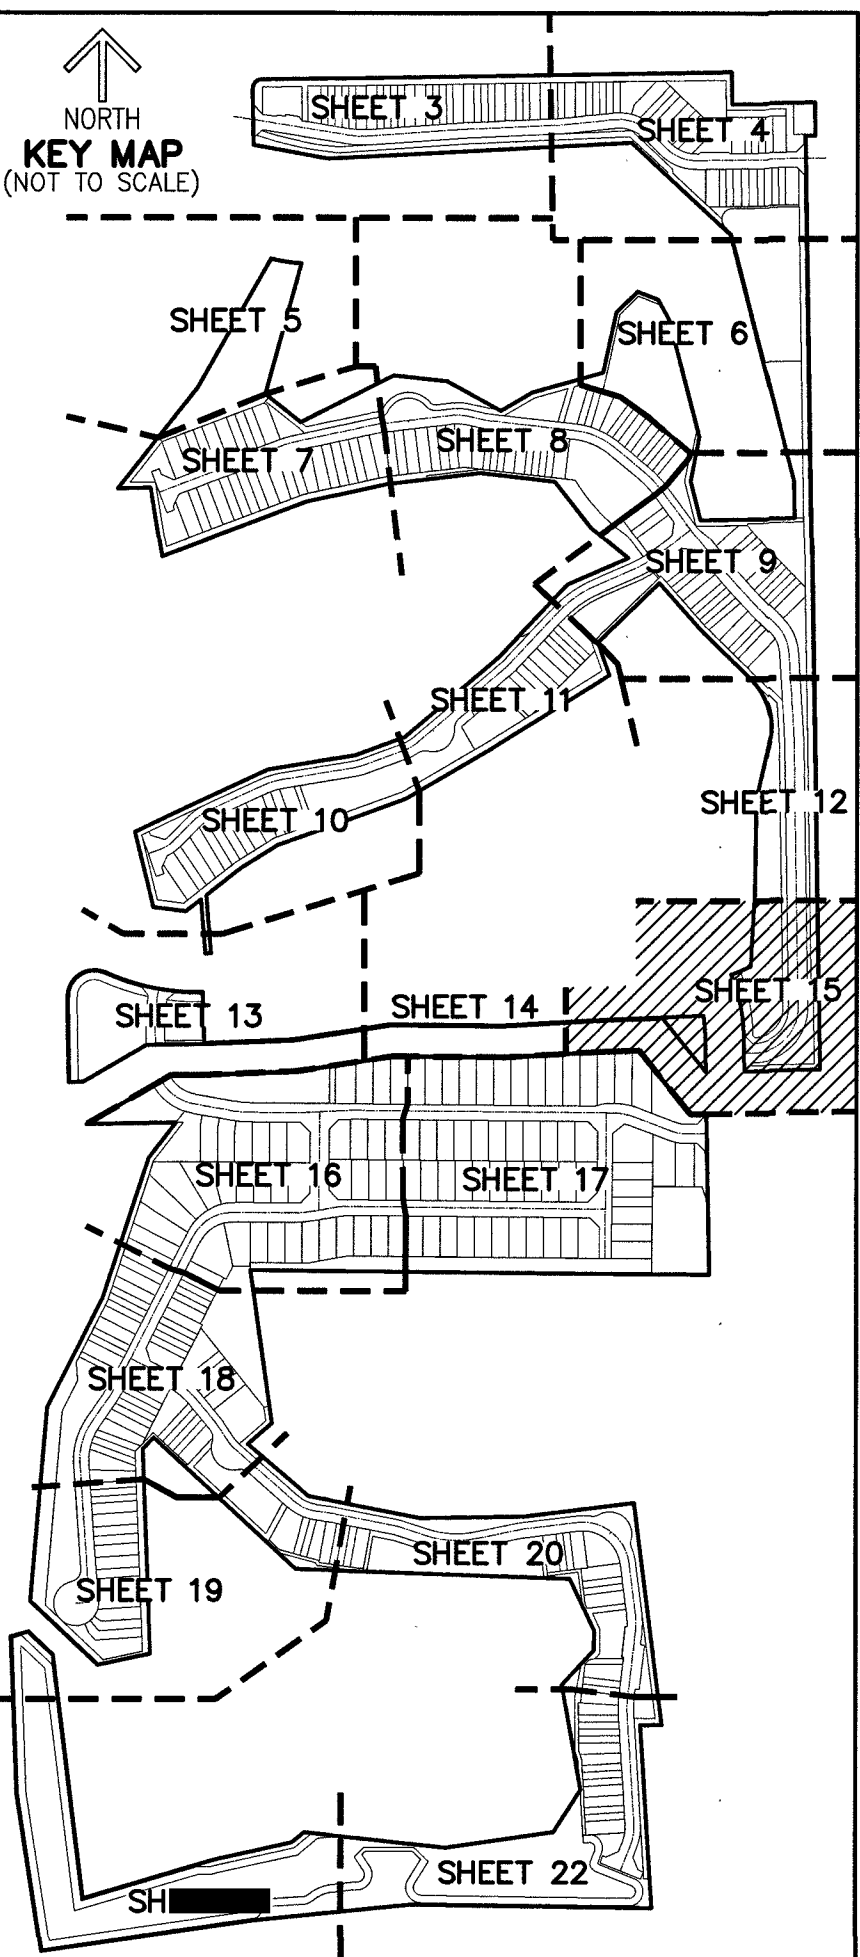 NORTH
KEY MAP
(NOT TO SCALE)
SHEET 3
SHEET 4
SHEET 5
SHEET 6
SHEET 7
SHEET 8
SHEET 9
SHEET 11
SHEET 10
SHEET 12
SHEET 15
SHEET 13
SHEET 14
SHEET 16
SHEET 17
SHEET 18
SHEET 20
SHEET 19
SHEET 22
SH